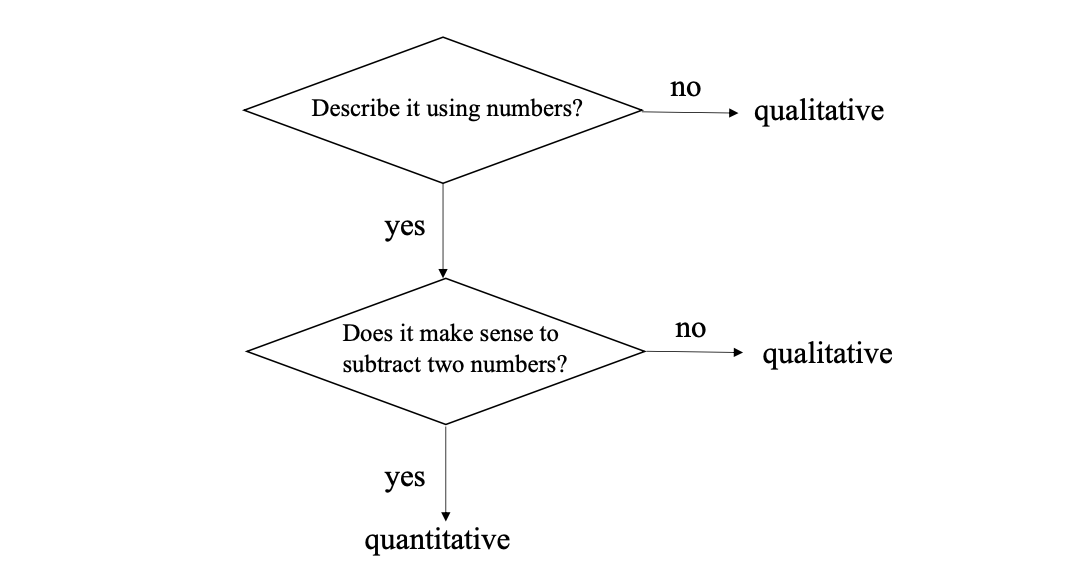 Describe it using numbers?
no
qualitative
yes
Does it make sense to
subtract two numbers?
no
qualitative
yes
quantitative